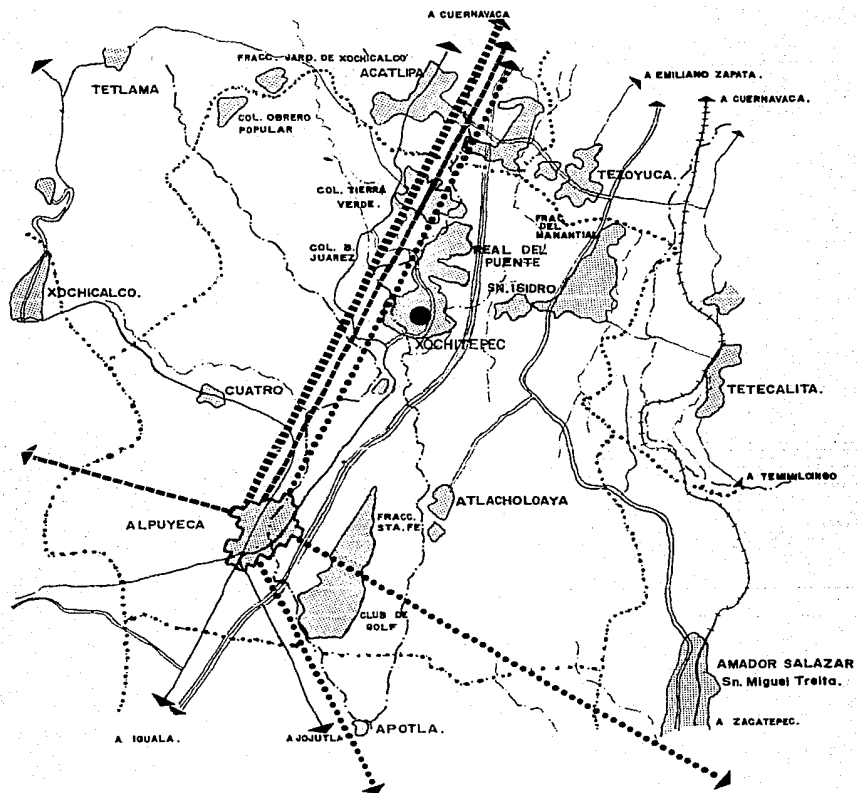 A CUERNAVACA
FRACC. JARD. DE XOCHICALCO
ACATLIPA
TETLAMA
A EMILIANO ZAPATA.
A CUERNAVACA.
COL. OBRERO
POPULAR
TEZOYUCA.
COL. TIERRA
VERDE.
FRAC.
DEL
MANANTIAL
COL. B.
JUAREZ
REAL DEL
PUENTE
SN. ISIDRO
XOCHICALCO.
XOCHITEPEC
CUATRO
TETECALITA.
A TEMIMILCINGO
ATLACHOLOAYA
ALPUYECA
FRACC.
STA. FE
CLUB DE
GOLF
AMADOR SALAZAR
Sn. Miguel Treita.
A ZACATEPEC.
APOTLA.
A IGUALA.
A JOJUTLA